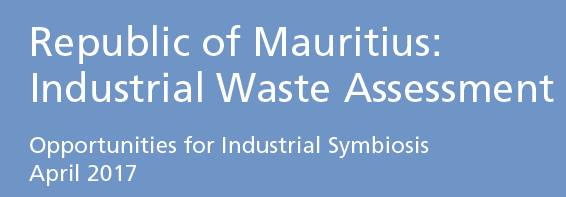 Republic of Mauritius:
Industrial Waste Assessment
Opportunities for Industrial Symbiosis
April 2017